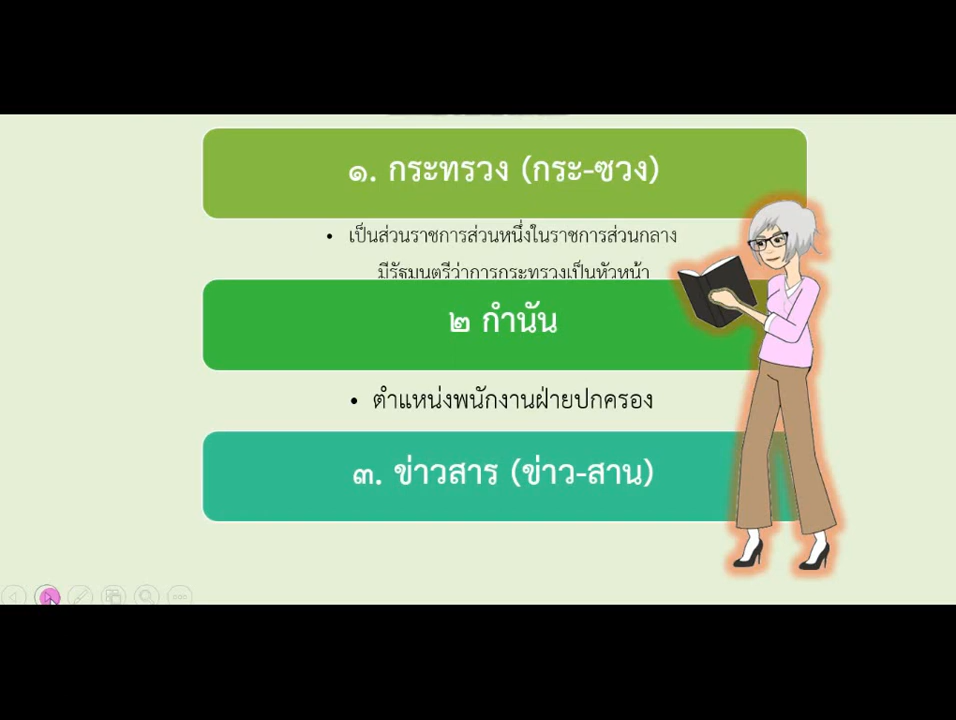 ๑. กระทรวง (กระ-ซวง)
• เป็นส่วนราชการส่วนหนึ่งในราชการส่วนกลาง
มีรัฐมนตรีว่าการกระทรวงเป็นหัวหน้า
๒ กำนัน
• ตำแหน่งพนักงานฝ่ายปกครอง
๓. ข่าวสาร (ข่าว-สาน)